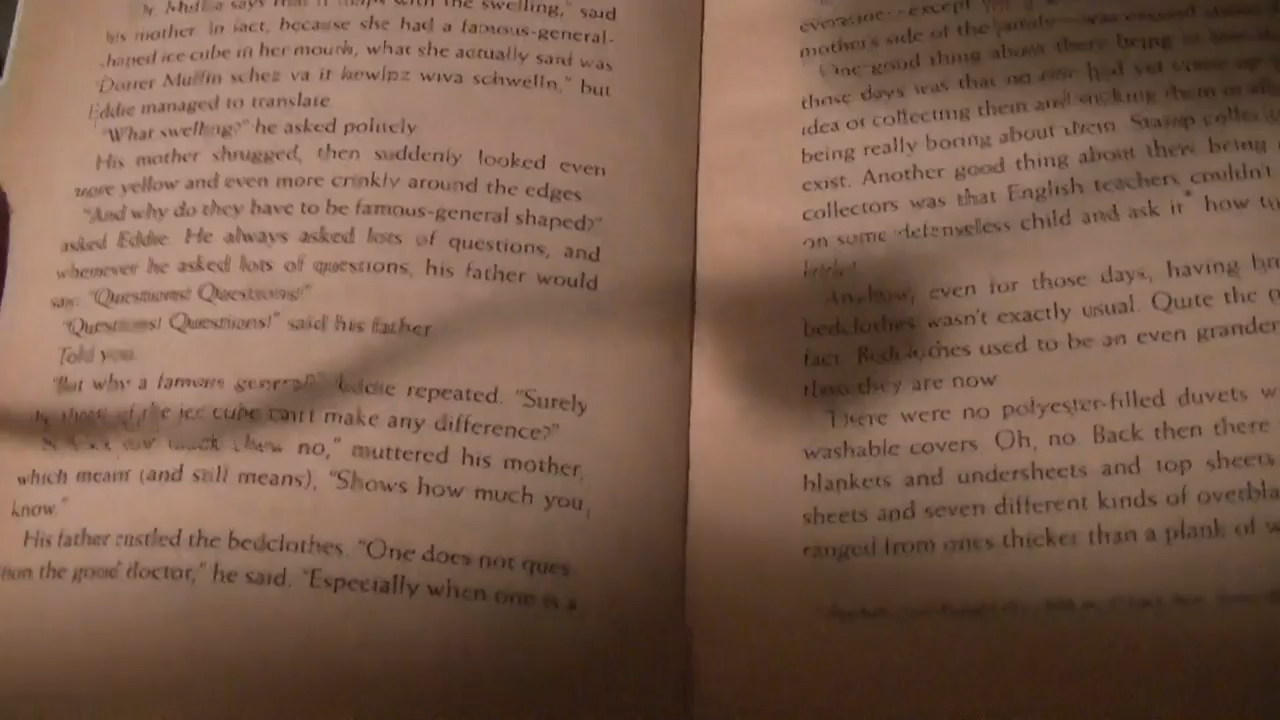 says with the swelling," said
his mother. In fact, because she had a famous-general-
shaped ice cube in her mouth, what she actually said was
Dorrer Muffin schez va it hewlpz wiva schwelln," but
Eddie managed to translate
"What swelling?" he asked politely
His mother shrugged, then suddenly looked even
more yellow and even more crinkly around the edges
"And why do they have to be famous-general shaped?"
asked Eddie. He always asked lots of questions, and
whenever he asked lots of questions, his father would
say. "Questions! Questions!"
"Questions! Questions!" said his father
Told you.
"But why a famous general?" Eddie repeated. "Surely
the shape of the ice cube can't make any difference?"
no," muttered his mother,
which meant (and still means), "Shows how much you
know."
His father rustled the bedclothes. "One does not ques
tion the good doctor," he said. "Especially when one is a
everyone--except
mother's side of the family
One good thing about there being
those days was that no one had yet come up
idea of collecting them and sticking them in
being really boring about them. Stamp
exist. Another good thing about there being
collectors was that English teachers couldn't
on some defenseless child and ask it* how to
Anyhow, even for those days, having
bedclothes wasn't exactly usual. Quite the
fact. Bedclothes used to be an even grander
than they are now
There were no polyester-filled duvets
washable covers. Oh, no. Back then there
blankets and undersheets and top sheets
sheets and seven different kinds of
ranged from ones thicker than a plank of